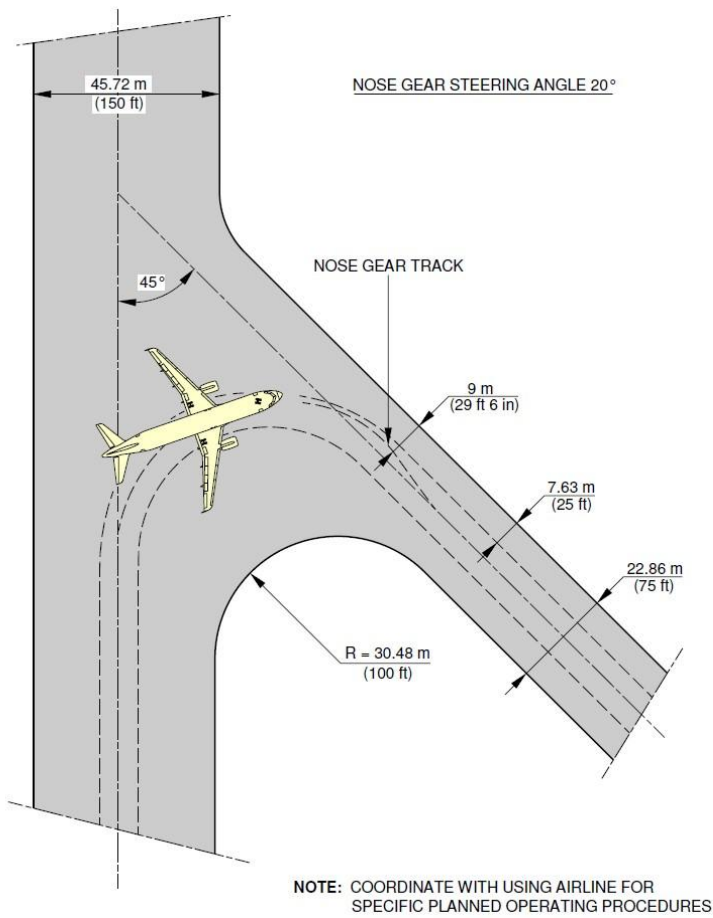 45.72 m
(150 ft)
NOSE GEAR STEERING ANGLE 20°
NOSE GEAR TRACK
45°
9 m
(29 ft 6 in)
7.63 m
(25 ft)
22.86 m
(75 ft)
R = 30.48 m
(100 ft)
NOTE: COORDINATE WITH USING AIRLINE FOR
SPECIFIC PLANNED OPERATING PROCEDURES